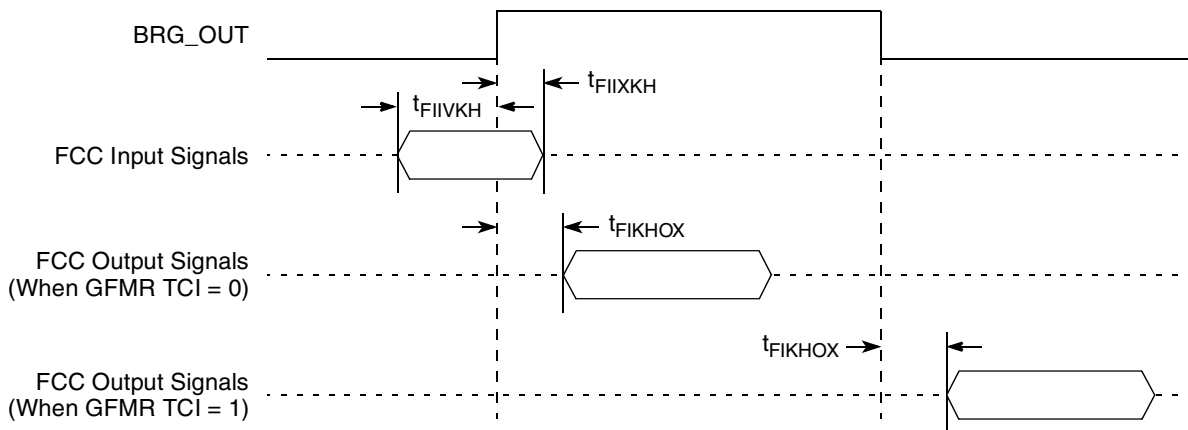 BRG_OUT
tFIIXKH
tFIIVKH
FCC Input Signals
tFIKHOX
FCC Output Signals
(When GFMR TCI = 0)
tFIKHOX
FCC Output Signals
(When GFMR TCI = 1)